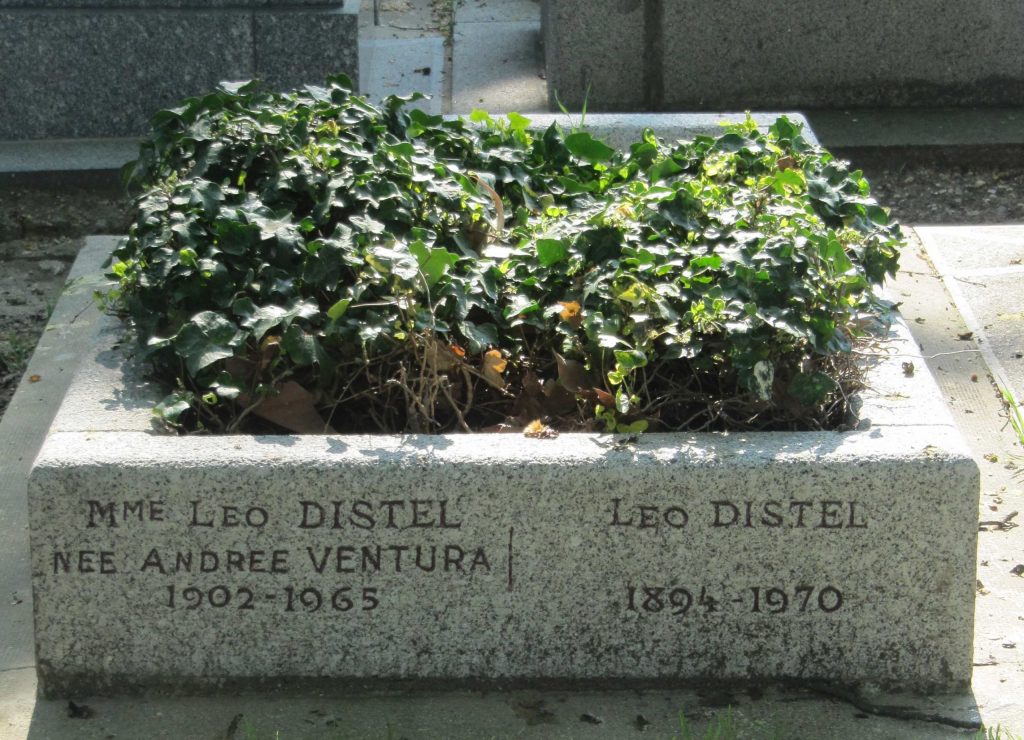 MME LEO DISTEL
NEE ANDREE VENTURA
1902-1965
LEO DISTEL
1894-1970